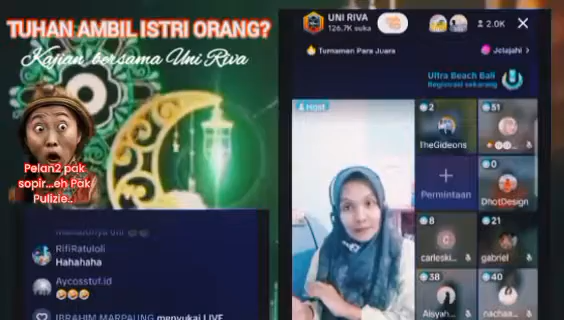 TUHAN AMBIL ISTRI ORANG?
Kajian bersama Uni Riva
Pelan2 pak
sopir...eh Pak
Pulizie..
RifiRatuloli
Hahahaha
Aycosstuf.id
🤣🤣🤣
IBRAHIM MARPAUNG menyukai LIVE
UNI RIVA
126.7K suka
2.0K
Turnamen Para Juara
Jelajahi >
Ultra Beach Bali
Registrasi sekarang
Host
2
TheGideons
51
Permintaan
0
DhotDesign
8
carleski...
21
gabriel
38
Aisyah...
40
nachaa...